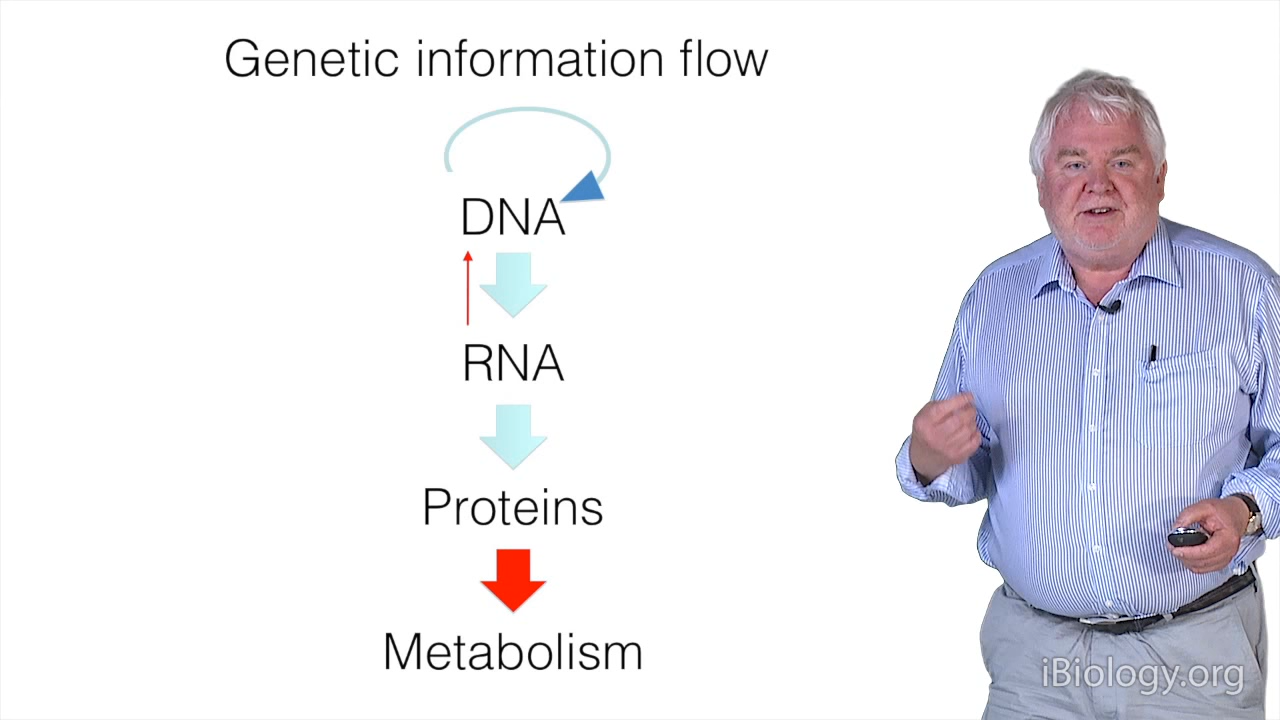 Genetic information flow
DNA
RNA
Proteins
Metabolism
iBiology.org